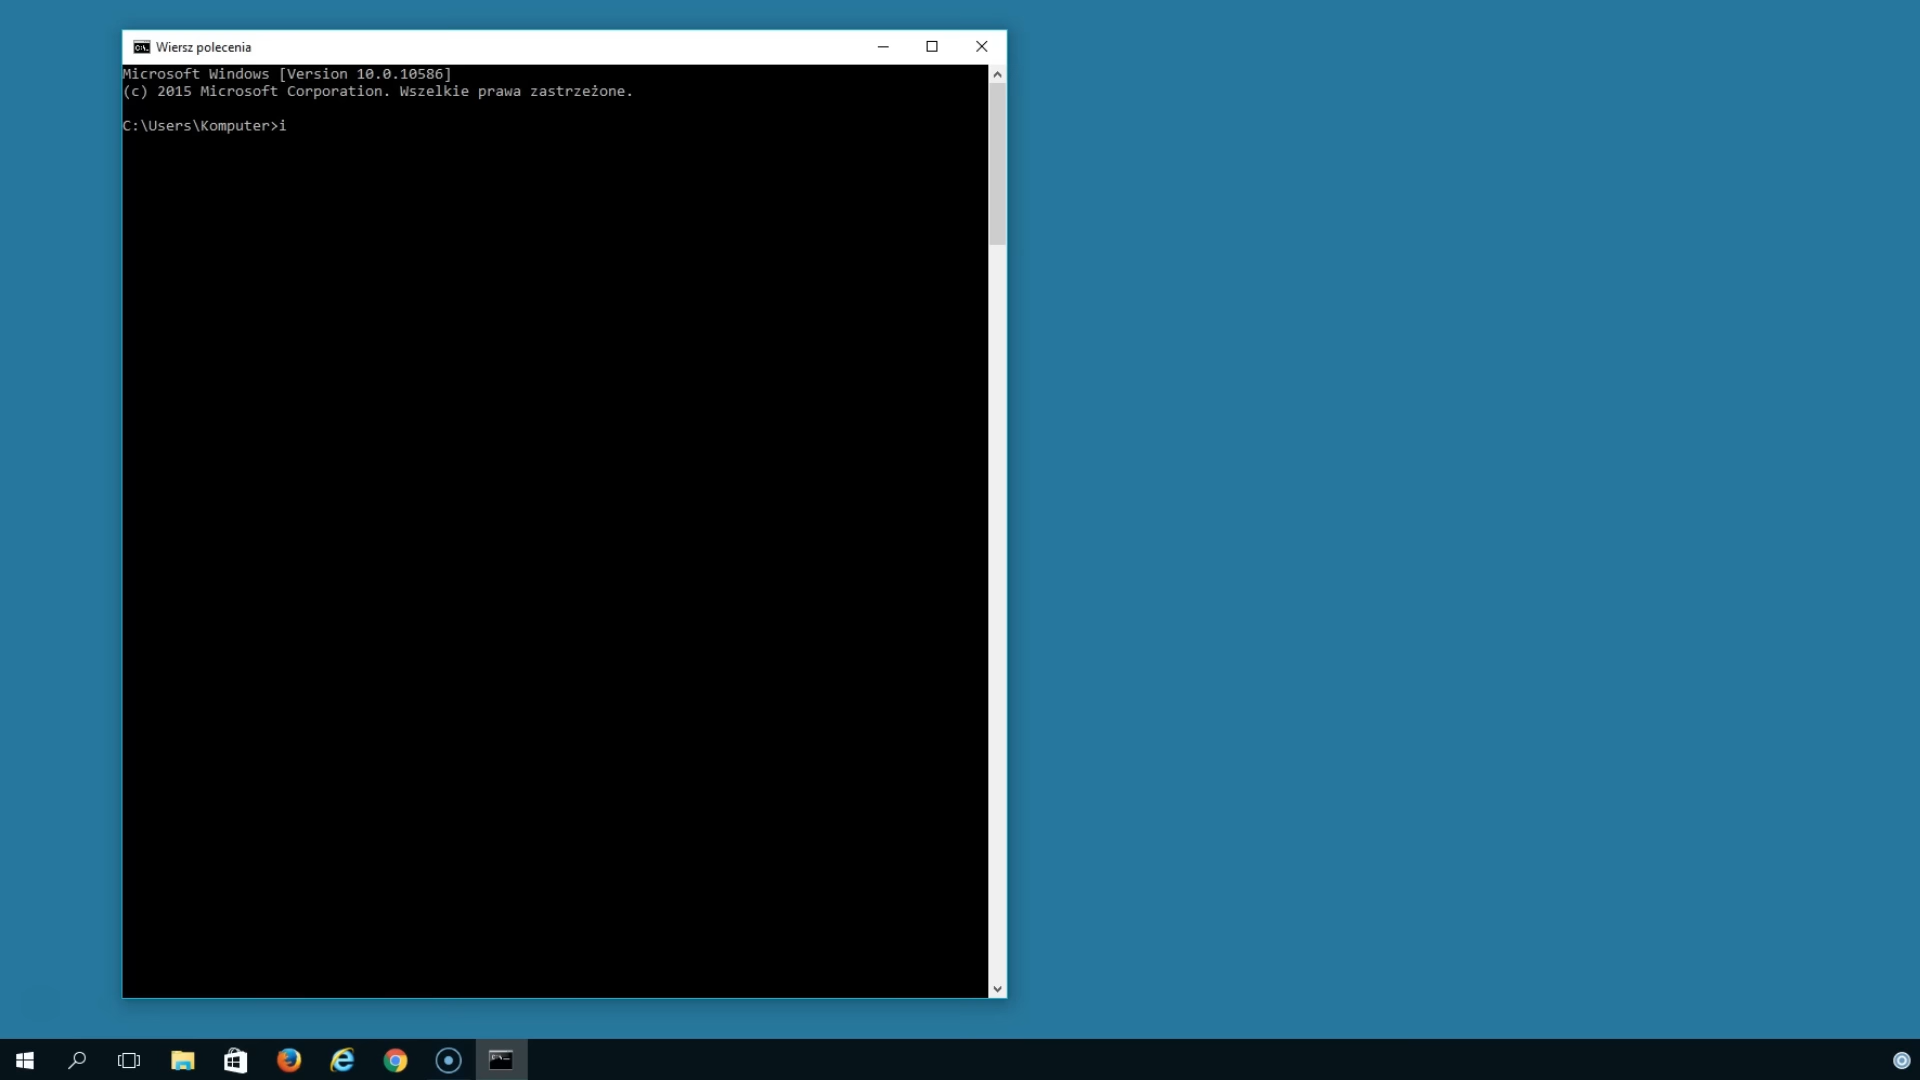 Wiersz polecenia
Microsoft Windows [Version 10.0.10586]
(c) 2015 Microsoft Corporation. Wszelkie prawa zastrzeżone.
C:\Users\Komputer>i